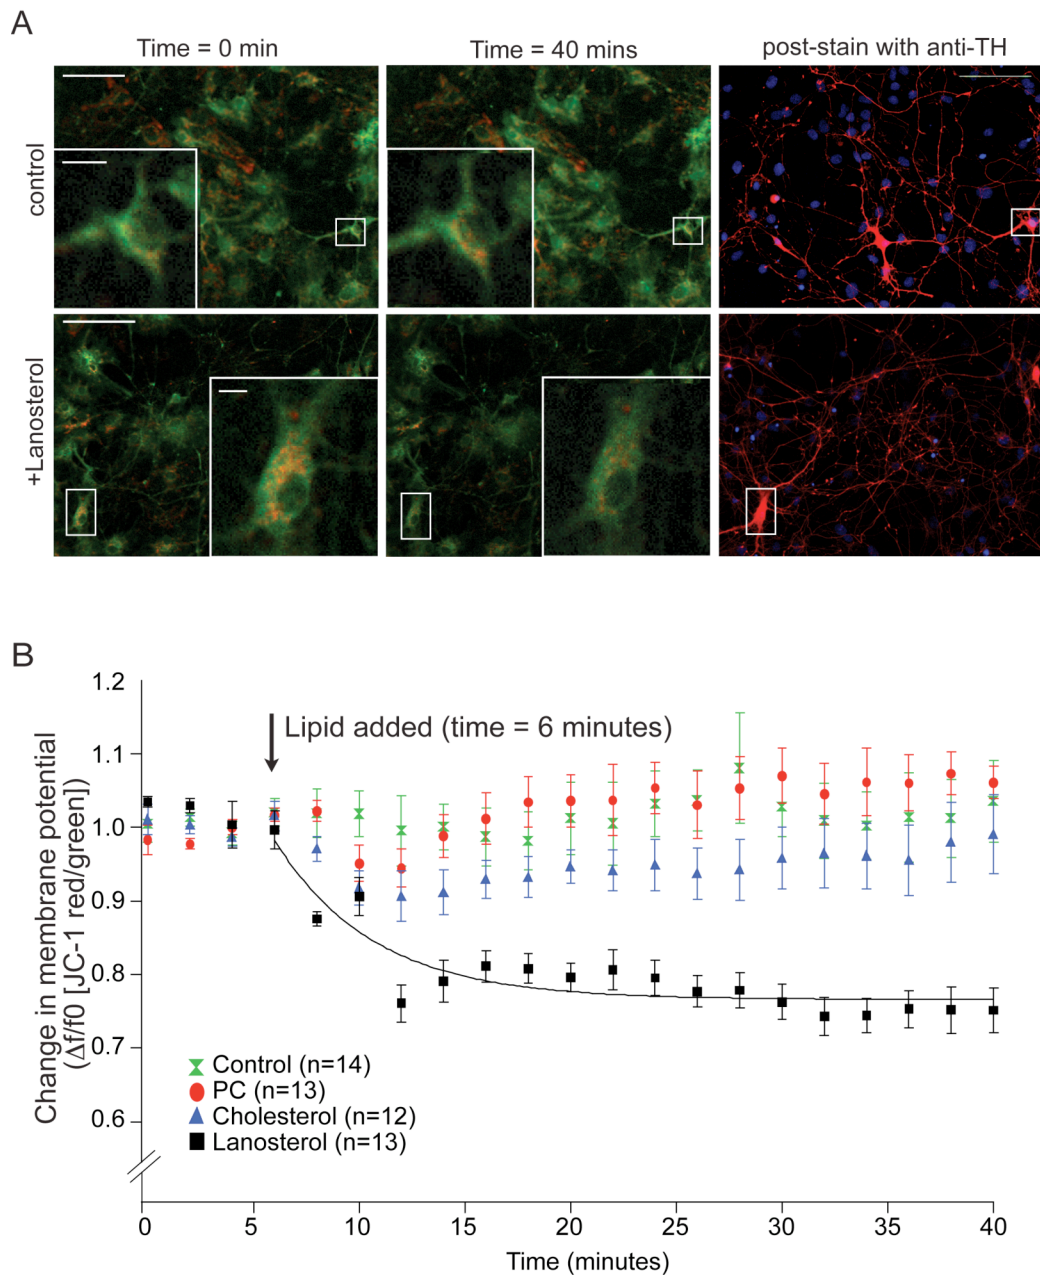 A
Time = 0 min
Time = 40 mins
post-stain with anti-TH
control
+Lanosterol
B
Change in membrane potential
(Δf/f0 [JC-1 red/green])
1.2
1.1
1.0
0.9
0.8
0.7
0.6
Lipid added (time = 6 minutes)
Control (n=14)
PC (n=13)
Cholesterol (n=12)
Lanosterol (n=13)
0
5
10
15
20
25
30
35
40
Time (minutes)